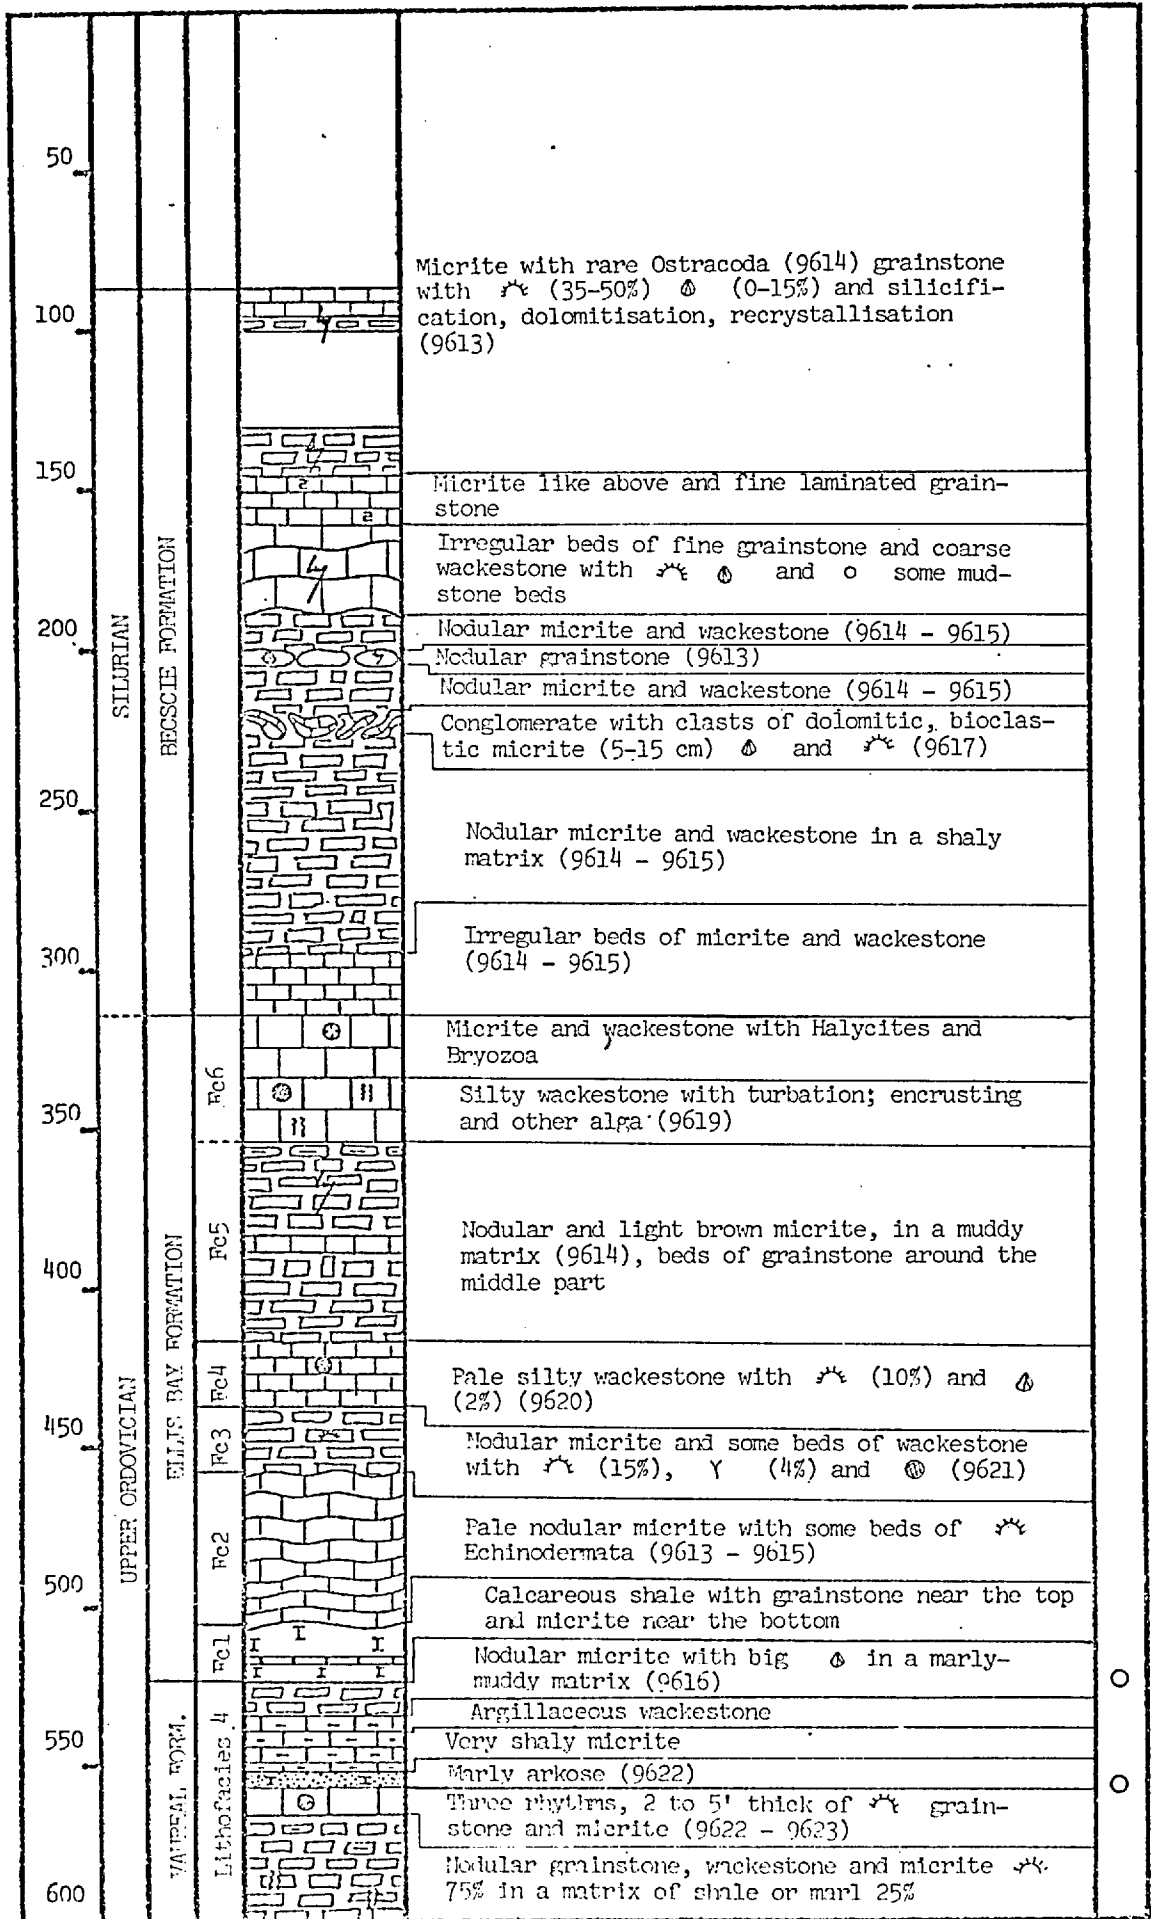 50
100
150
200
250
300
350
400
450
500
550
600
SILURIAN
UPPER ORDOVICIAN
BECSCIE FORMATION
ELLIS BAY FORMATION
VAUREAL FORM.
Fc6
Fc5
Fc4
Fc3
Fc2
Fc1
Lithofacies 4
Micrite with rare Ostracoda (9614) grainstone
with (35-50%) (0-15%) and silicifi-
cation, dolomitisation, recrystallisation
(9613)
Micrite like above and fine laminated grain-
stone
Irregular beds of fine grainstone and coarse
wackestone with and o some mud-
stone beds
Nodular micrite and wackestone (9614 - 9615)
Nodular grainstone (9613)
Nodular micrite and wackestone (9614 - 9615)
Conglomerate with clasts of dolomitic, bioclas-
tic micrite (5-15 cm) and (9617)
Nodular micrite and wackestone in a shaly
matrix (9614 - 9615)
Irregular beds of micrite and wackestone
(9614 - 9615)
Micrite and wackestone with Halycites and
Bryozoa
Silty wackestone with turbation; encrusting
and other alga (9619)
Nodular and light brown micrite, in a muddy
matrix (9614), beds of grainstone around the
middle part
Pale silty wackestone with (10%) and
(2%) (9620)
Nodular micrite and some beds of wackestone
with (15%), Y (4%) and (9621)
Pale nodular micrite with some beds of
Echinodermata (9613 - 9615)
Calcareous shale with grainstone near the top
and micrite near the bottom
Nodular micrite with big in a marly-
muddy matrix (9616)
Argillaceous wackestone
Very shaly micrite
Marly arkose (9622)
Three rhythms, 2 to 5' thick of grain-
stone and micrite (9622 - 9623)
Nodular grainstone, wackestone and micrite
75% in a matrix of shale or marl 25%